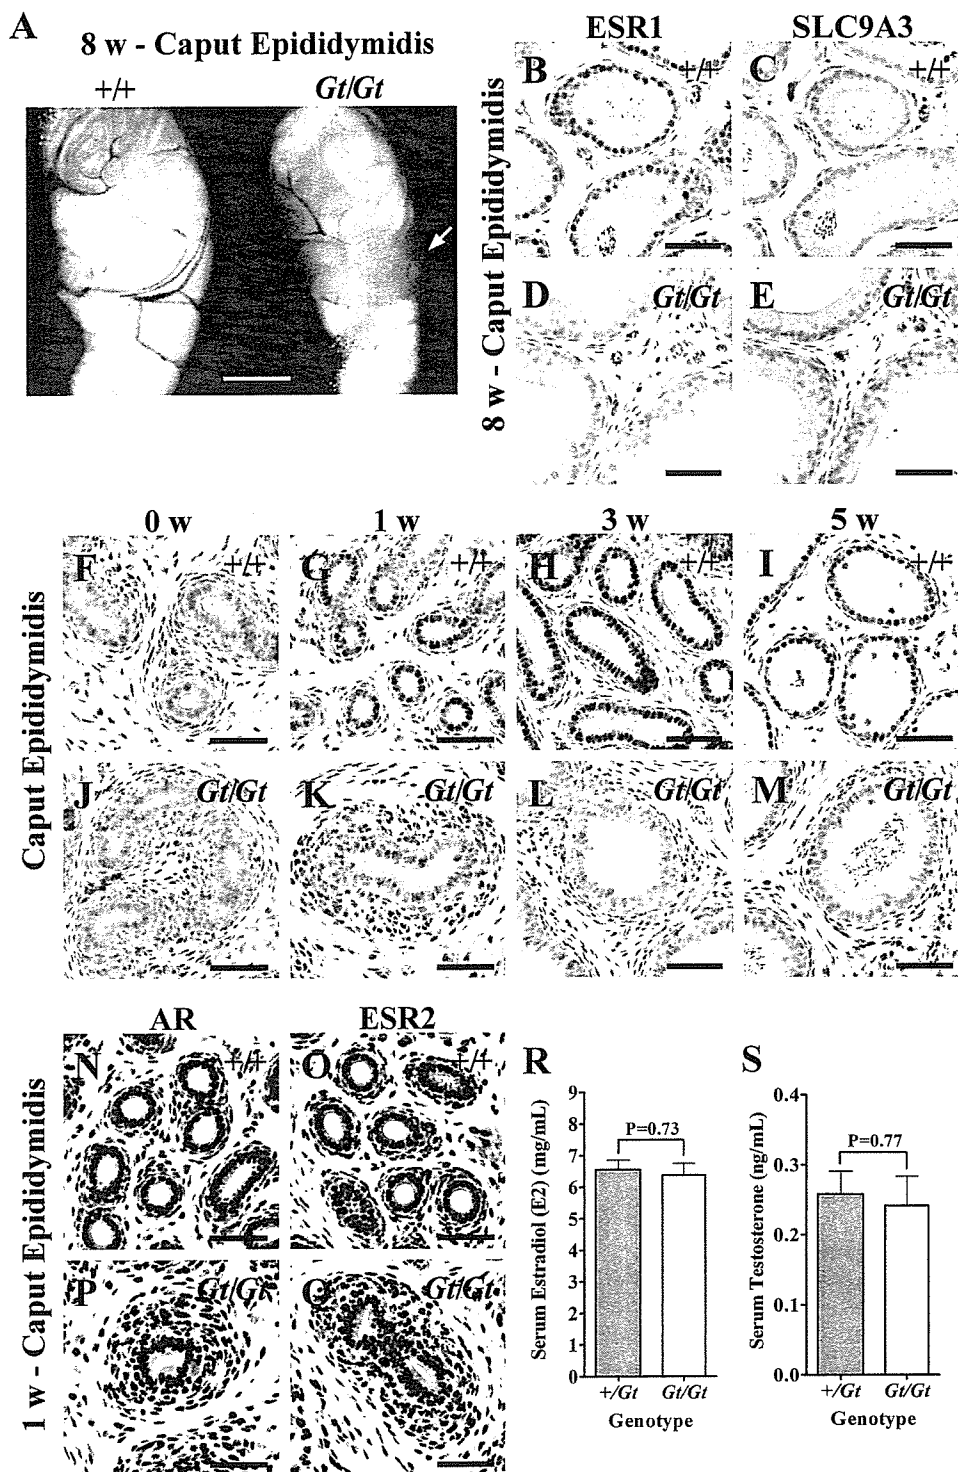 A
8 w - Caput Epididymidis
+/+
Gt/Gt
ESR1
SLC9A3
8 w - Caput Epididymidis
B
+/+
C
+/+
D
Gt/Gt
E
Gt/Gt
0 w
1 w
3 w
5 w
Caput Epididymidis
F
+/+
G
+/+
H
+/+
I
+/+
J
Gt/Gt
K
Gt/Gt
L
Gt/Gt
M
Gt/Gt
AR
ESR2
1 w - Caput Epididymidis
N
+/+
O
+/+
P
Gt/Gt
Q
Gt/Gt
R
Serum Estradiol (E2) (mg/mL)
9
8
7
6
5
4
3
2
1
0
P=0.73
+/Gt
Gt/Gt
Genotype
S
Serum Testosterone (ng/mL)
0.4
0.3
0.2
0.1
0.0
P=0.77
+/Gt
Gt/Gt
Genotype